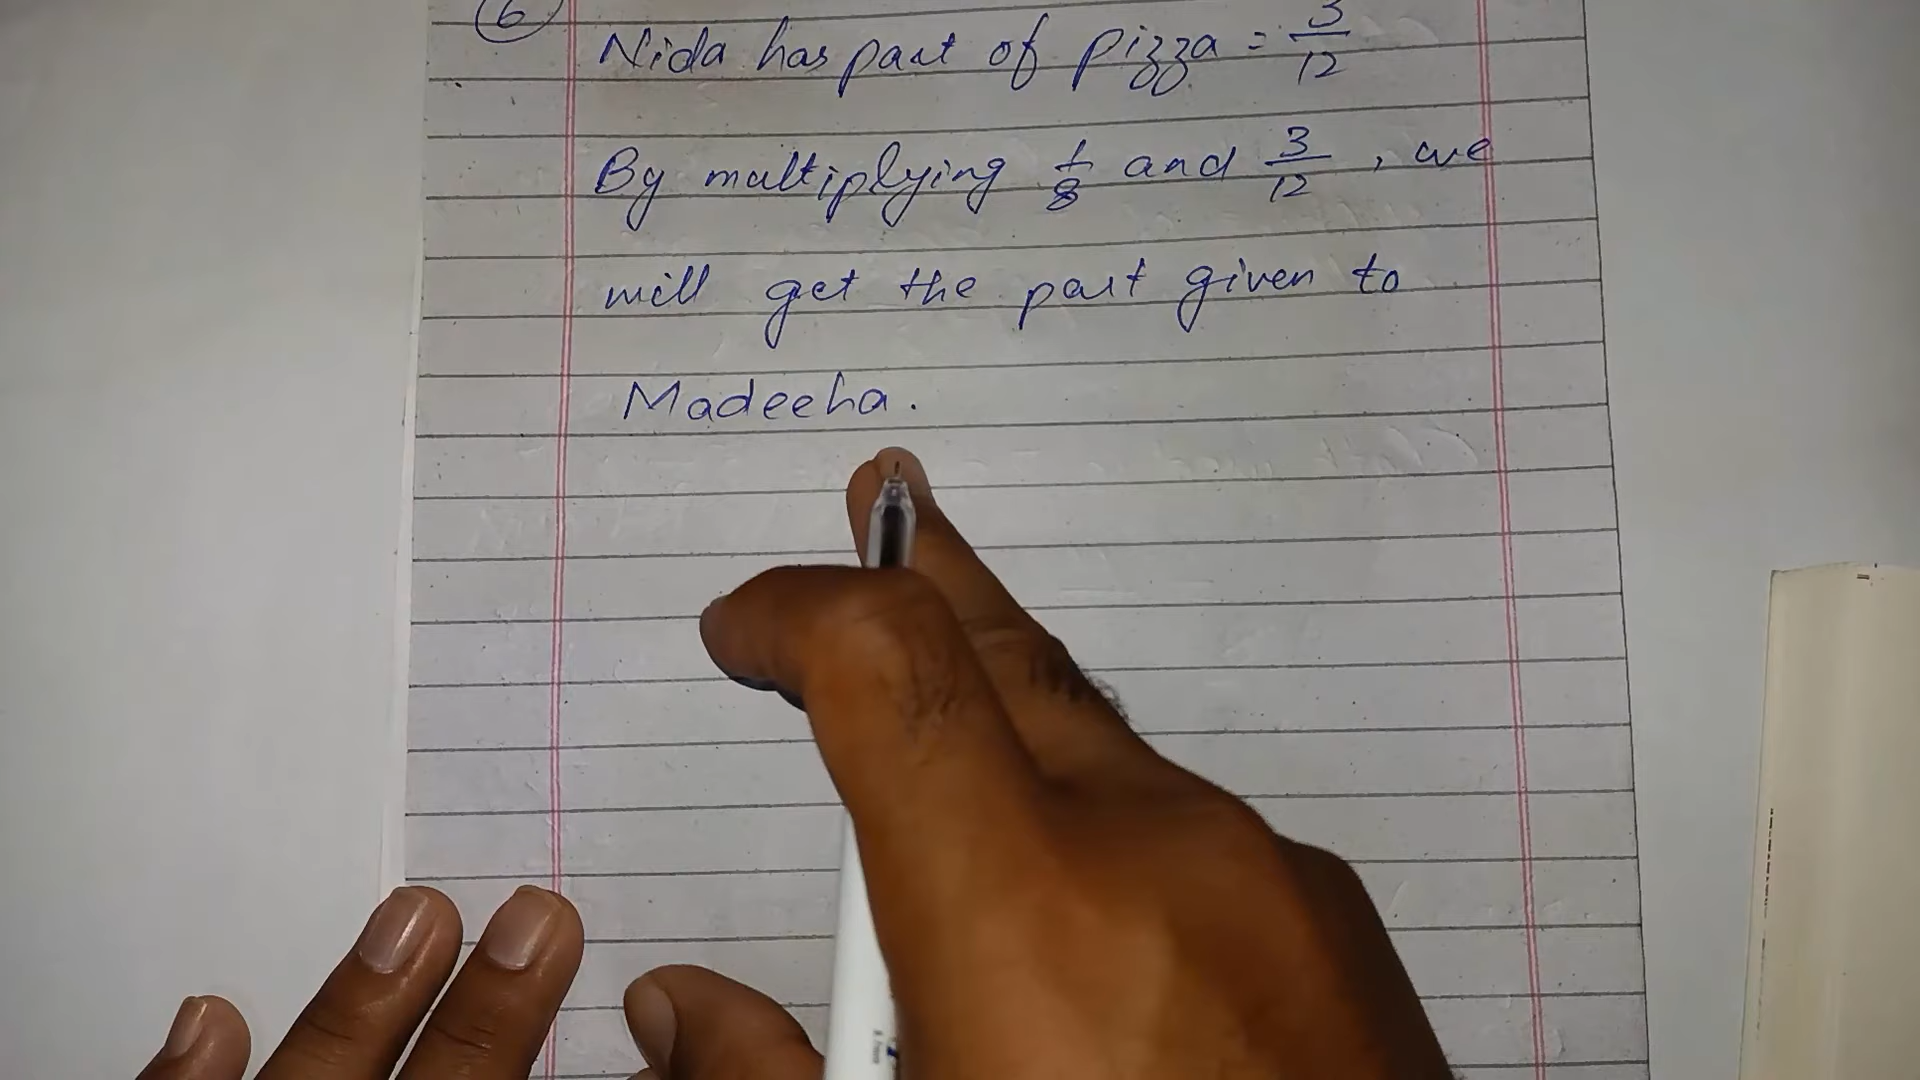 6
Nida has part of pizza = 3/12
By multiplying 1/8 and 3/12, we
will get the part given to
Madeeha.